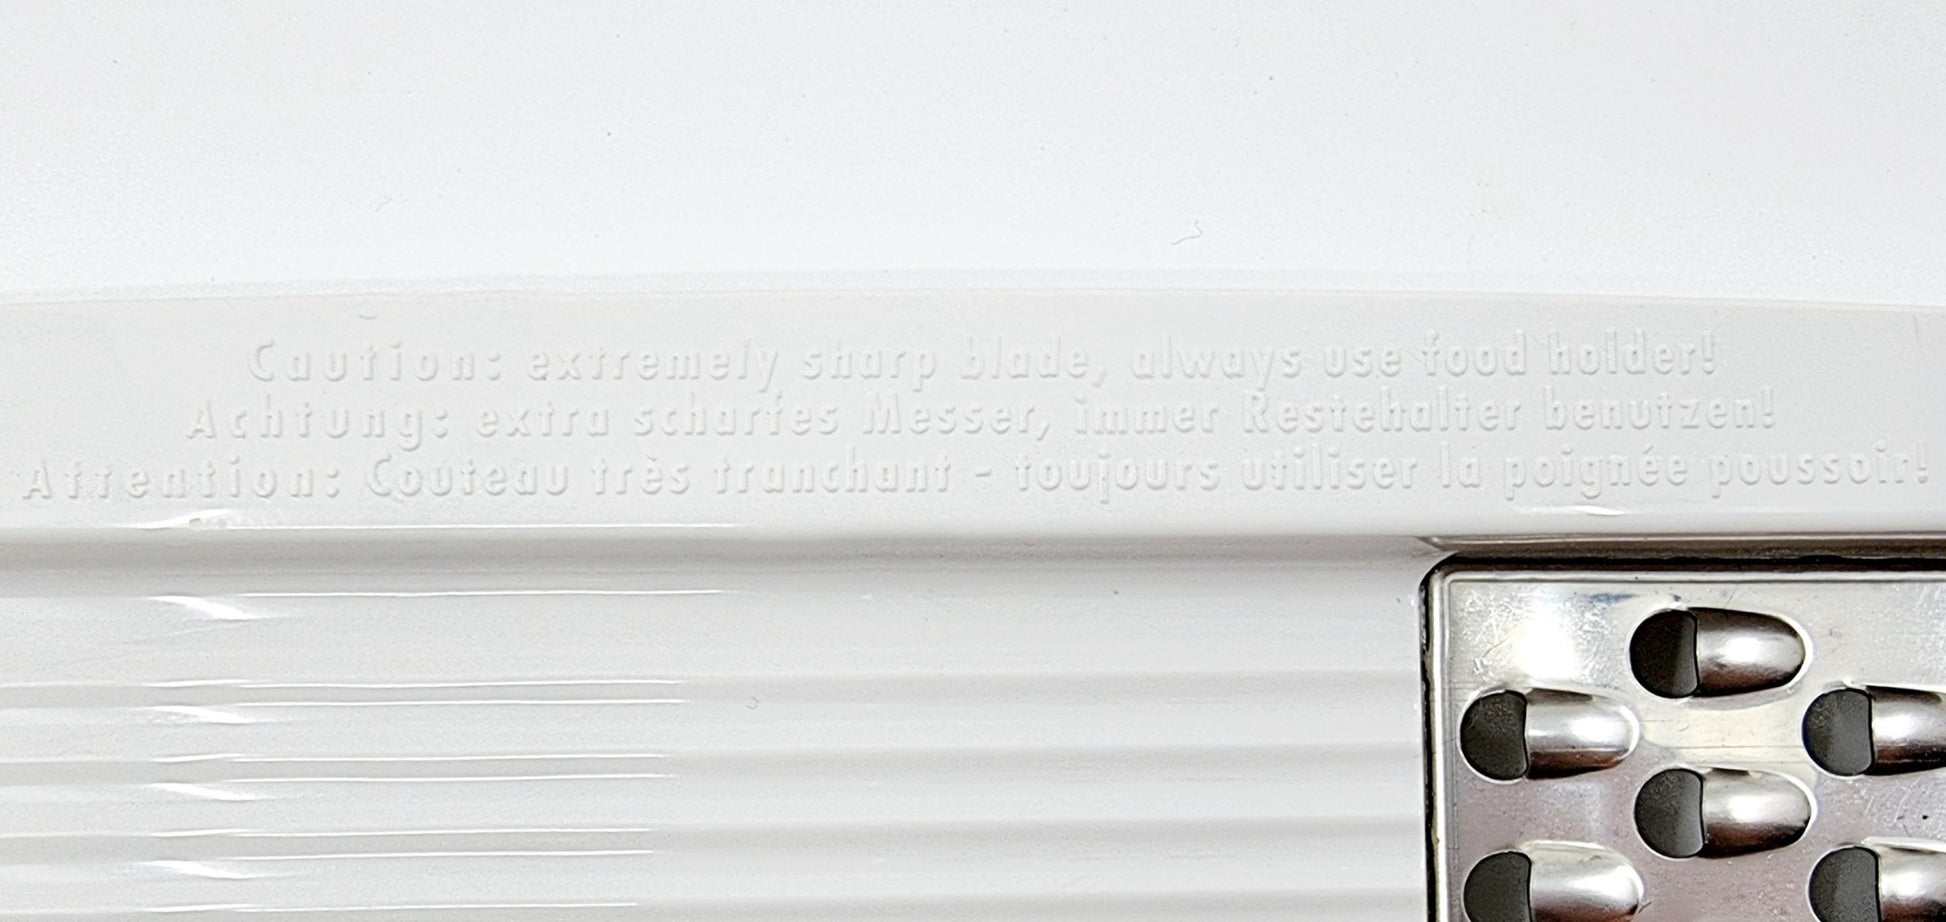 Caution: extremely sharp blade, always use food holder!
Achtung: extra scharfes Messer, immer Restehalter benutzen!
Attention: Couteau très tranchant - toujours utiliser la poignée poussoir!